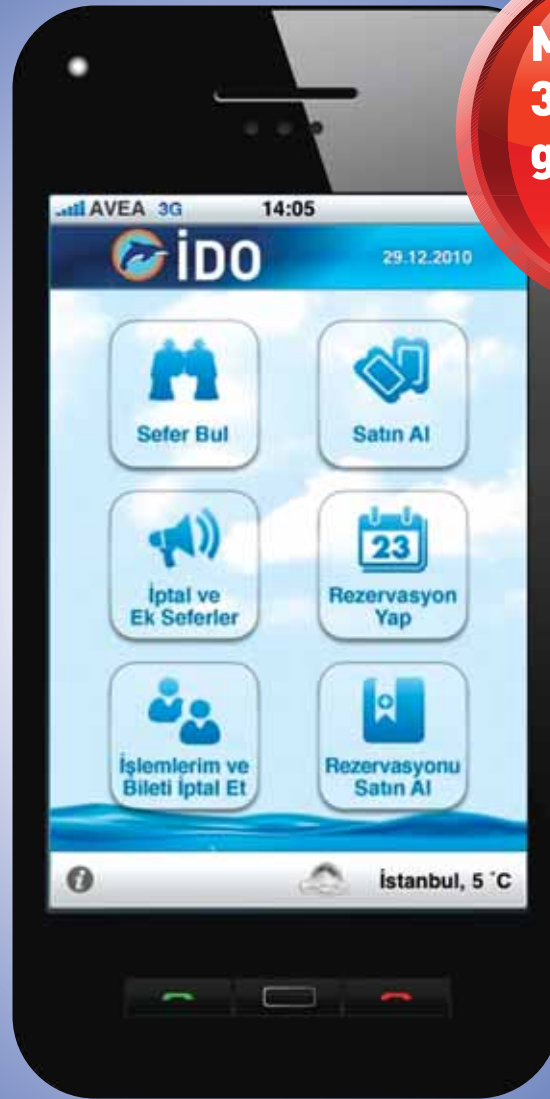 AVEA 3G 14:05
İDO 29.12.2010
Sefer Bul
Satın Al
İptal ve
Ek Seferler
23
Rezervasyon
Yap
İşlemlerim ve
Bileti İptal Et
Rezervasyonu
Satın Al
İstanbul, 5 °C